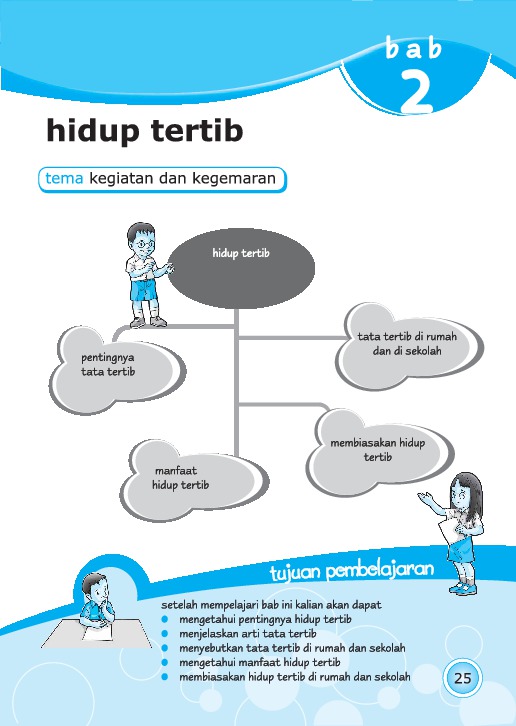 bab
2
hidup tertib
tema kegiatan dan kegemaran
hidup tertib
pentingnya
tata tertib
tata tertib di rumah
dan di sekolah
membiasakan hidup
tertib
manfaat
hidup tertib
tujuan pembelajaran
setelah mempelajari bab ini kalian akan dapat
mengetahui pentingnya hidup tertib
menjelaskan arti tata tertib
menyebutkan tata tertib di rumah dan sekolah
mengetahui manfaat hidup tertib
membiasakan hidup tertib di rumah dan sekolah
25